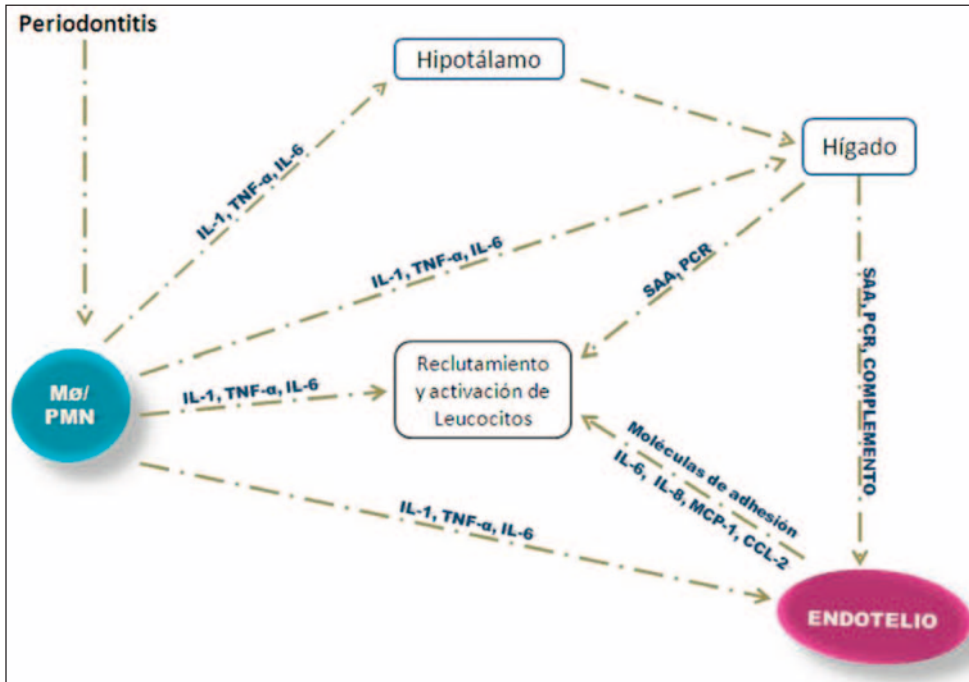 Periodontitis
Hipotálamo
Hígado
IL-1, TNF-α, IL-6
IL-1, TNF-α, IL-6
SAA, PCR
SAA, PCR, COMPLEMENTO
Mø/
PMN
IL-1, TNF-α, IL-6
Reclutamiento
y activación de
Leucocitos
Moléculas de adhesión
IL-6, IL-8, MCP-1, CCL-2
IL-1, TNF-α, IL-6
ENDOTELIO